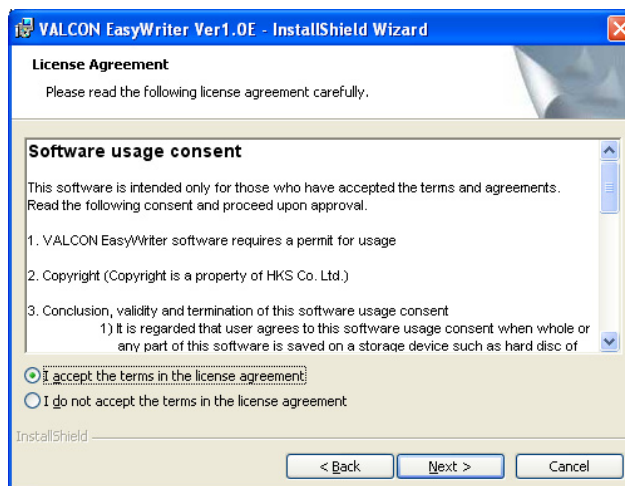 VALCON EasyWriter Ver1.0E - InstallShield Wizard
License Agreement
Please read the following license agreement carefully.
Software usage consent
This software is intended only for those who have accepted the terms and agreements.
Read the following consent and proceed upon approval.
1. VALCON EasyWriter software requires a permit for usage
2. Copyright (Copyright is a property of HKS Co. Ltd.)
3. Conclusion, validity and termination of this software usage consent
1) It is regarded that user agrees to this software usage consent when whole or
any part of this software is saved on a storage device such as hard disc of
I accept the terms in the license agreement
I do not accept the terms in the license agreement
InstallShield
< Back
Next >
Cancel